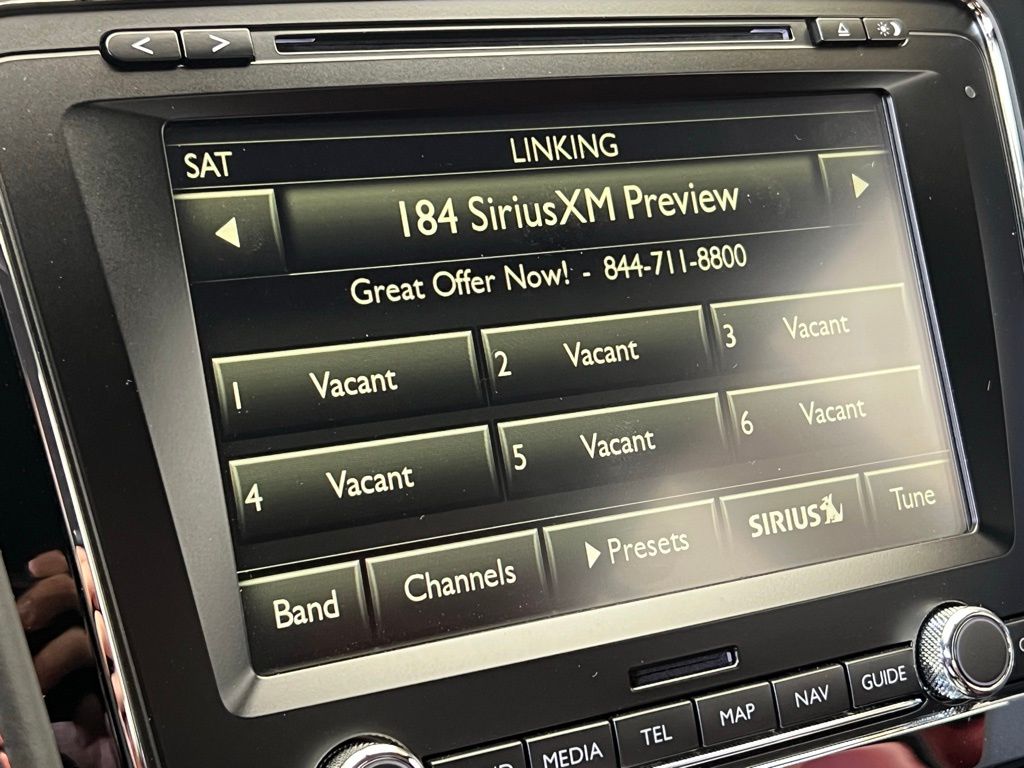 SAT LINKING
184 SiriusXM Preview
Great Offer Now! - 844-711-8800
1 Vacant 2 Vacant 3 Vacant
4 Vacant 5 Vacant 6 Vacant
Band Channels Presets SIRIUS Tune
MEDIA TEL MAP NAV GUIDE